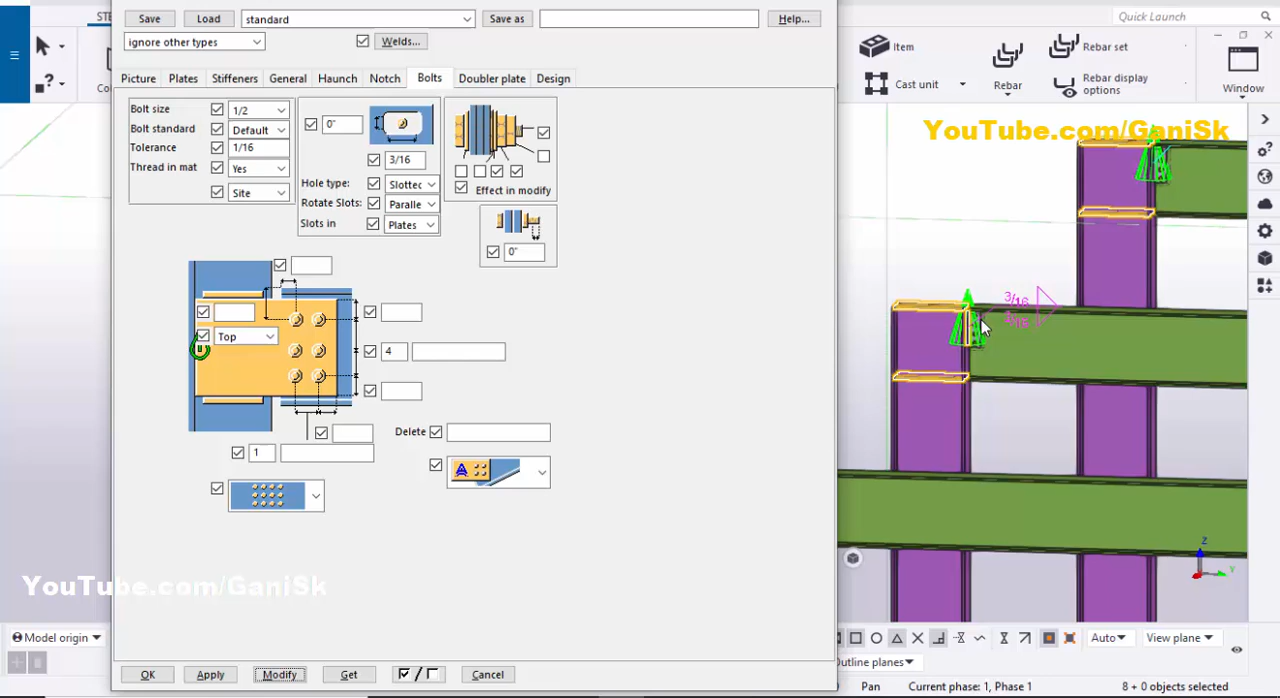 Save Load standard Save as Help...
ignore other types Welds...
Picture Plates Stiffeners General Haunch Notch Bolts Doubler plate Design
Bolt size 1/2
Bolt standard Default
Tolerance 1/16
Thread in mat Yes
Site
0"
3/16
Hole type: Slottec
Rotate Slots: Paralle
Slots in Plates
Effect in modify
0"
Top
4
Delete
1
A
OK Apply Modify Get / Cancel
Quick Launch
Item
Cast unit
Rebar
Rebar set
Rebar display
options
Window
YouTube.com/GaniSk
3/16
3/16
Z
Y
YouTube.com/GaniSk
Model origin
Auto View plane
Outline planes
Pan Current phase: 1, Phase 1 8 + 0 objects selected